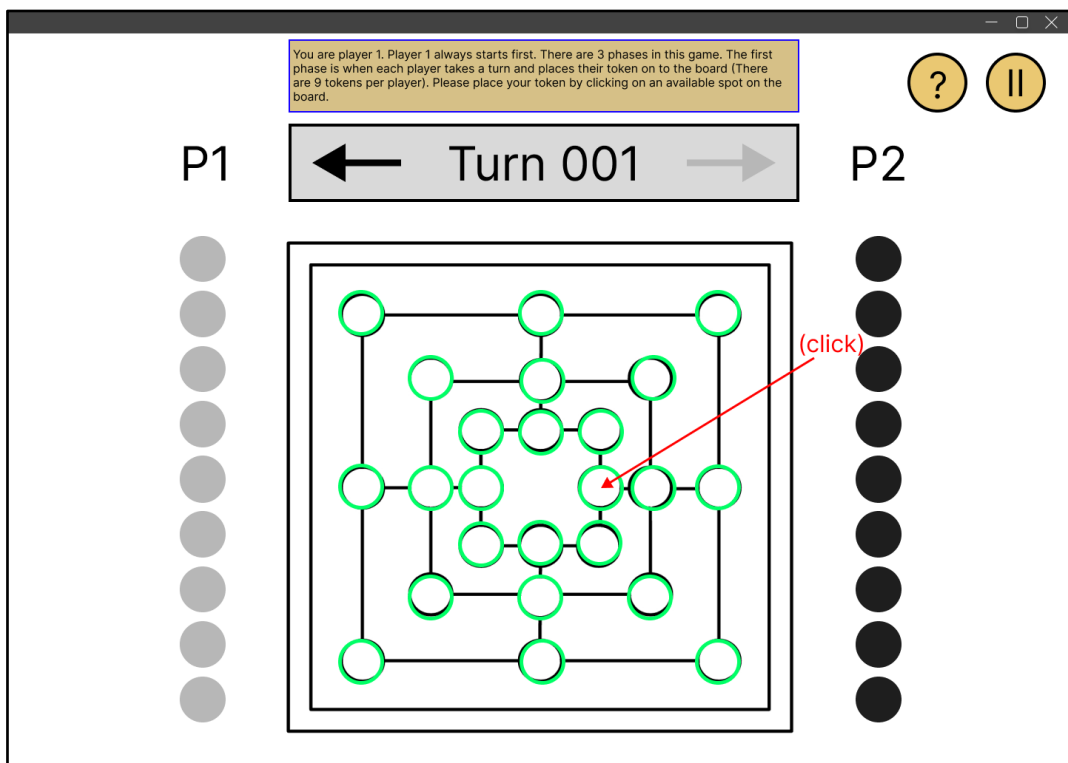 You are player 1. Player 1 always starts first. There are 3 phases in this game. The first
phase is when each player takes a turn and places their token on to the board (There
are 9 tokens per player). Please place your token by clicking on an available spot on the
board.
?
P1
Turn 001
P2
(click)